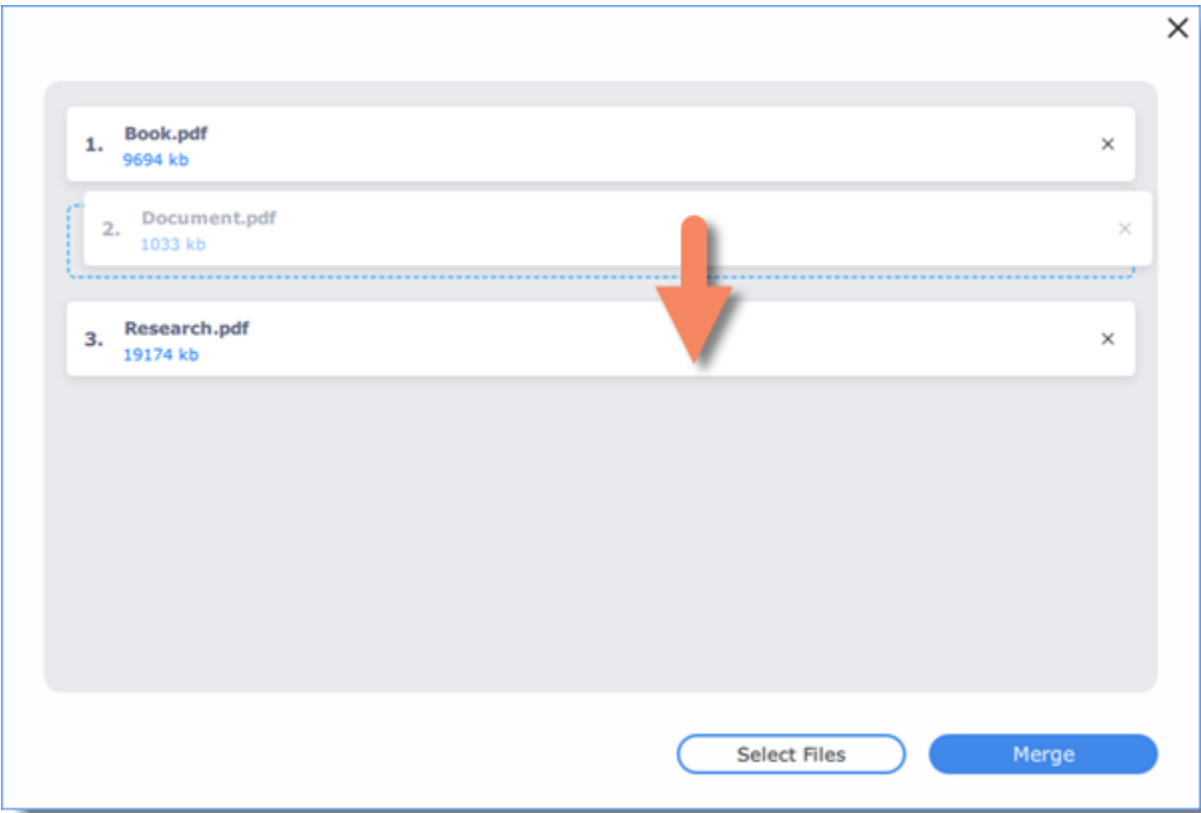 1.
Book.pdf
9694 kb
2.
Document.pdf
1033 kb
3.
Research.pdf
19174 kb
Select Files
Merge